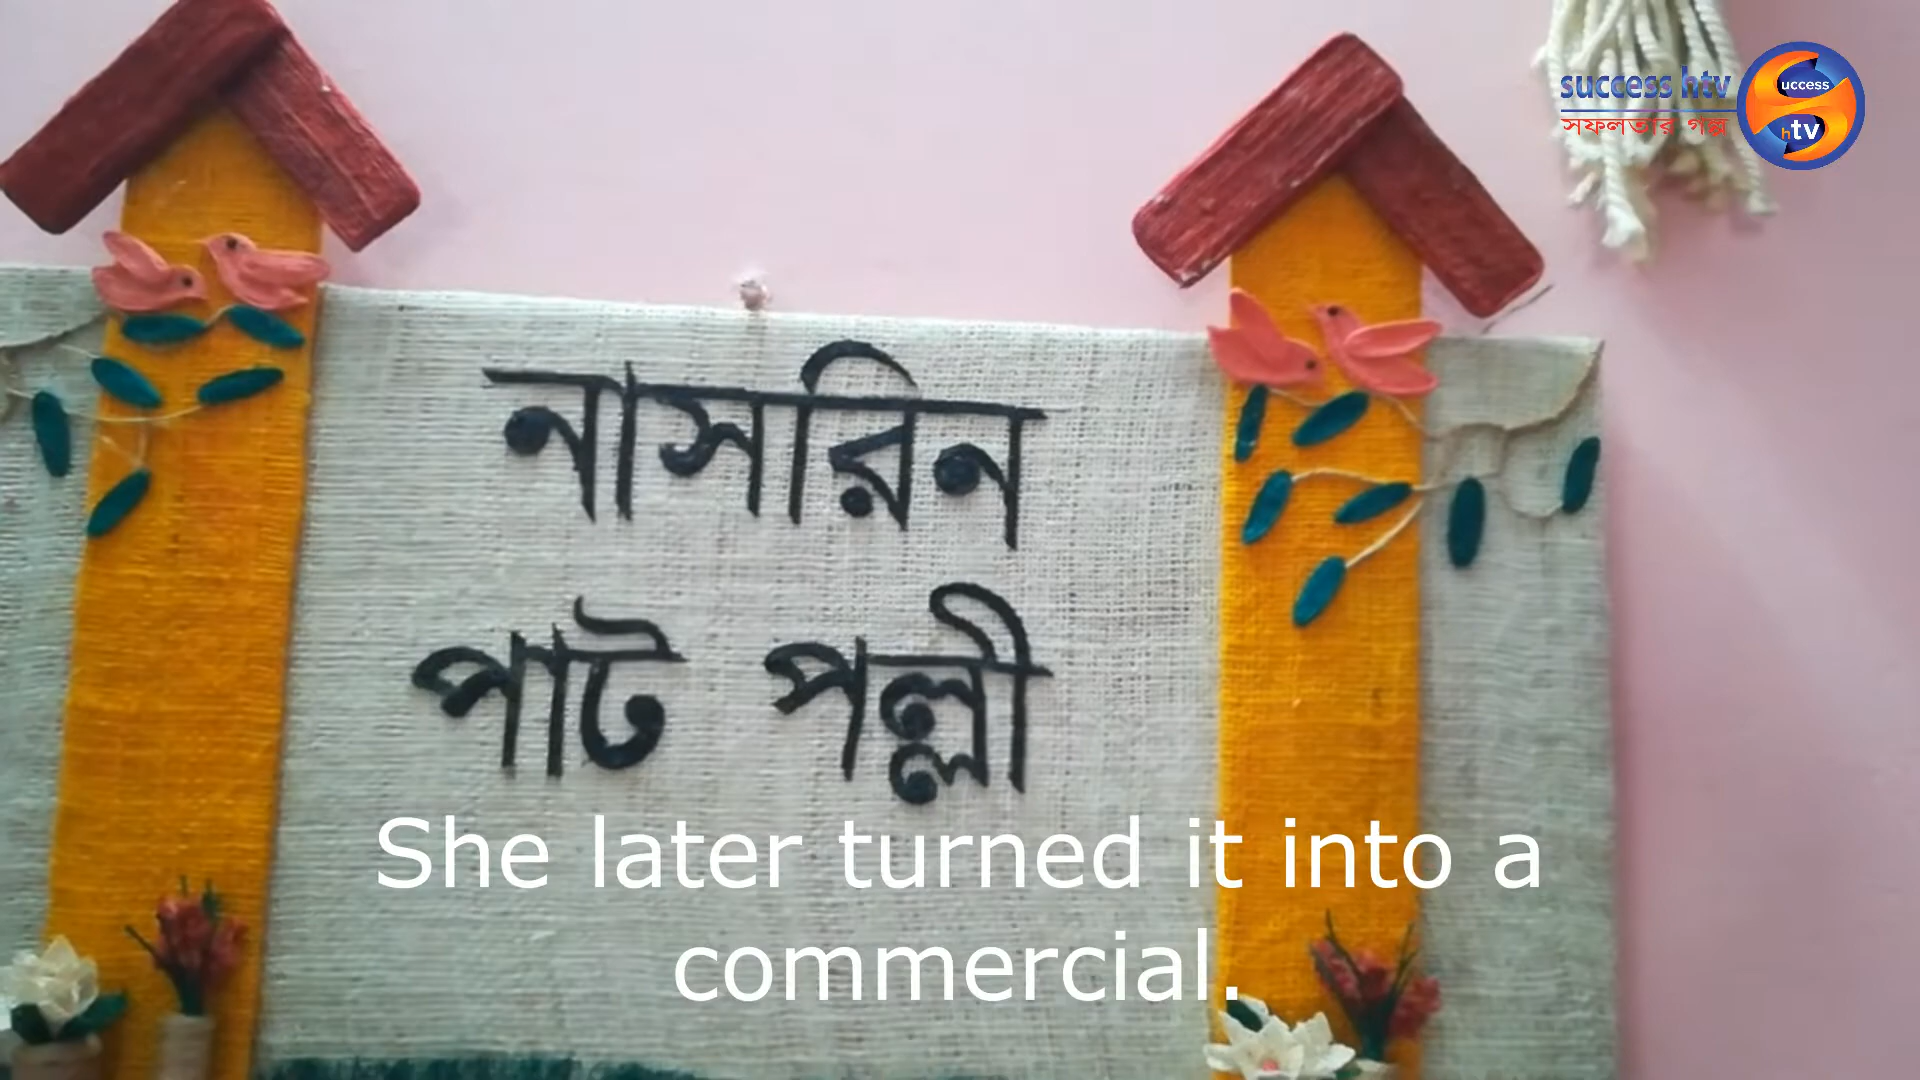 success htv
সফলতার গল্প
uccess
htv
নাসরিন
পাট পল্লী
She later turned it into a
commercial.